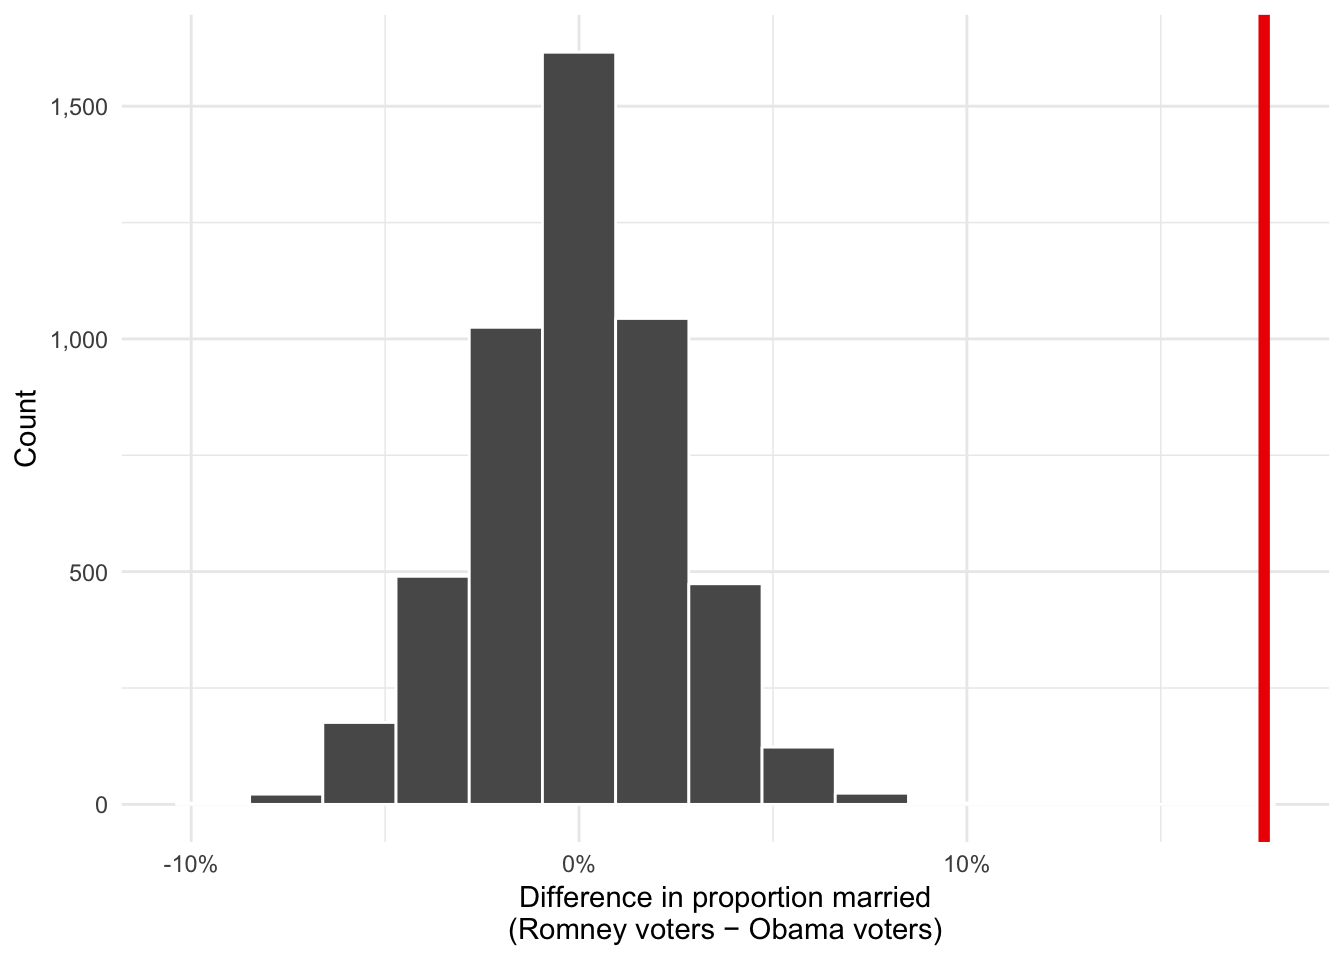 1,500
1,000
500
0
Count
-10%
0%
10%
Difference in proportion married
(Romney voters − Obama voters)